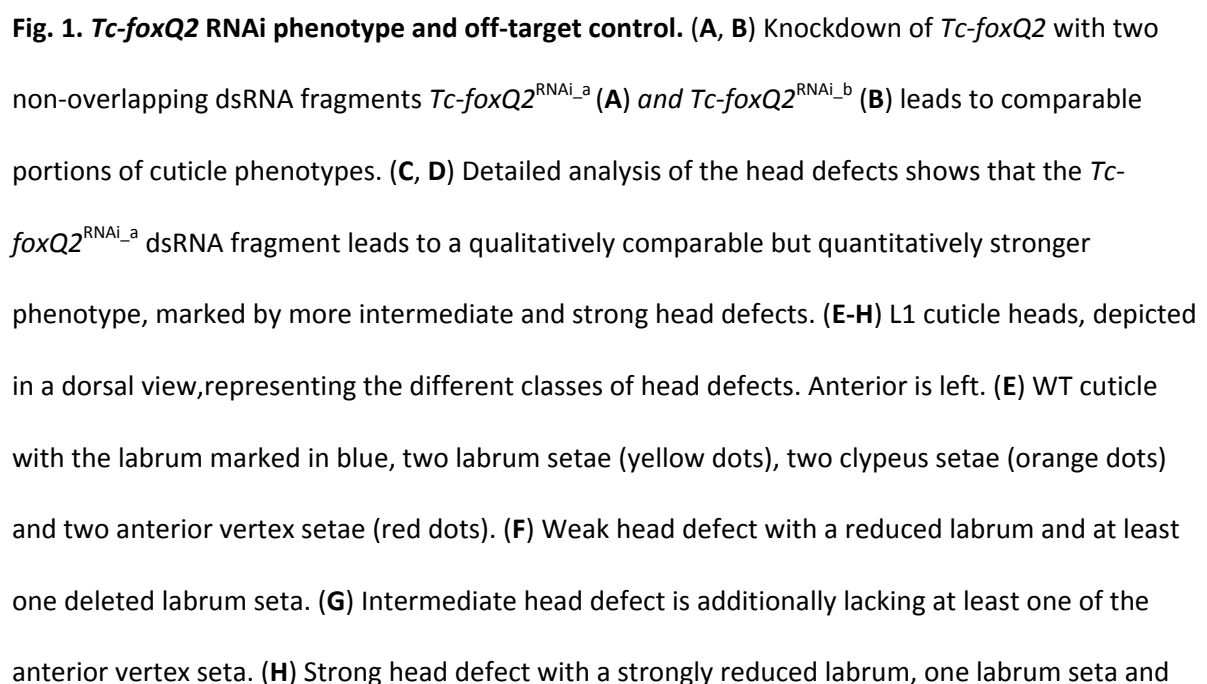 Fig. 1. Tc-foxQ2 RNAi phenotype and off-target control. (A, B) Knockdown of Tc-foxQ2 with two
non-overlapping dsRNA fragments Tc-foxQ2RNAi_a (A) and Tc-foxQ2RNAi_b (B) leads to comparable
portions of cuticle phenotypes. (C, D) Detailed analysis of the head defects shows that the Tc-
foxQ2RNAi_a dsRNA fragment leads to a qualitatively comparable but quantitatively stronger
phenotype, marked by more intermediate and strong head defects. (E-H) L1 cuticle heads, depicted
in a dorsal view,representing the different classes of head defects. Anterior is left. (E) WT cuticle
with the labrum marked in blue, two labrum setae (yellow dots), two clypeus setae (orange dots)
and two anterior vertex setae (red dots). (F) Weak head defect with a reduced labrum and at least
one deleted labrum seta. (G) Intermediate head defect is additionally lacking at least one of the
anterior vertex seta. (H) Strong head defect with a strongly reduced labrum, one labrum seta and